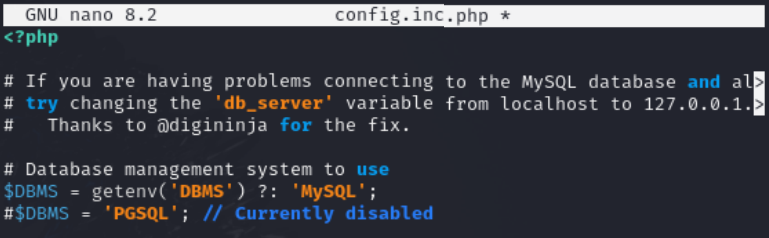 GNU nano 8.2 config.inc.php *
<?php
# If you are having problems connecting to the MySQL database and al>
# try changing the 'db_server' variable from localhost to 127.0.0.1.>
#   Thanks to @digininja for the fix.
# Database management system to use
$DBMS = getenv('DBMS') ?: 'MySQL';
#$DBMS = 'PGSQL'; // Currently disabled